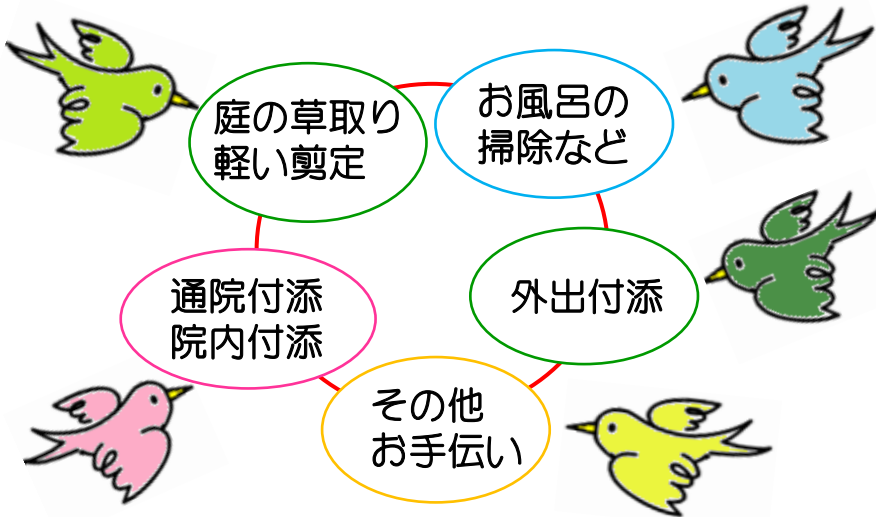 庭の草取り
軽い剪定
お風呂の
掃除など
外出付添
通院付添
院内付添
その他
お手伝い